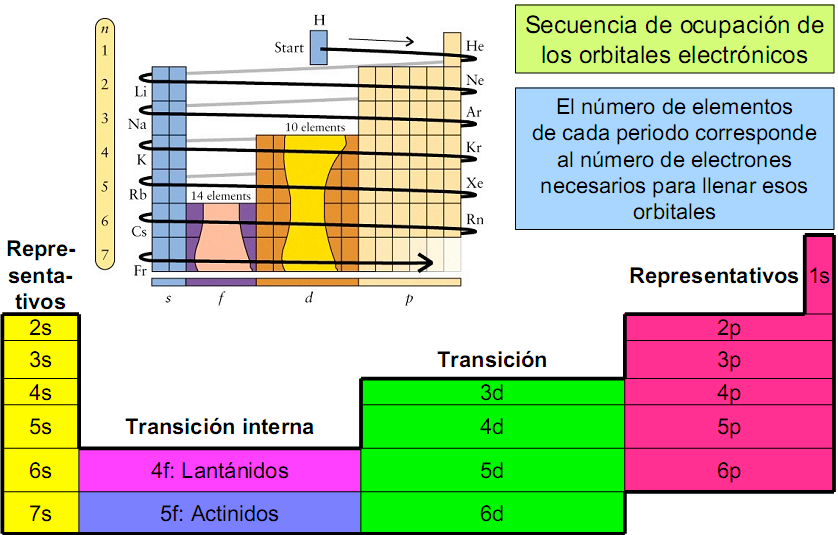 n
1
2
3
4
5
6
7
H
Start
He
Li
Ne
Na
Ar
10 elements
K
Kr
Rb
Xe
14 elements
Cs
Rn
Fr
s
f
d
p
Secuencia de ocupación de
los orbitales electrónicos
El número de elementos
de cada periodo corresponde
al número de electrones
necesarios para llenar esos
orbitales
Repre-
senta-
tivos
2s
3s
4s
5s
6s
7s
Transición interna
4f: Lantánidos
5f: Actinidos
Transición
3d
4d
5d
6d
Representativos
1s
2p
3p
4p
5p
6p